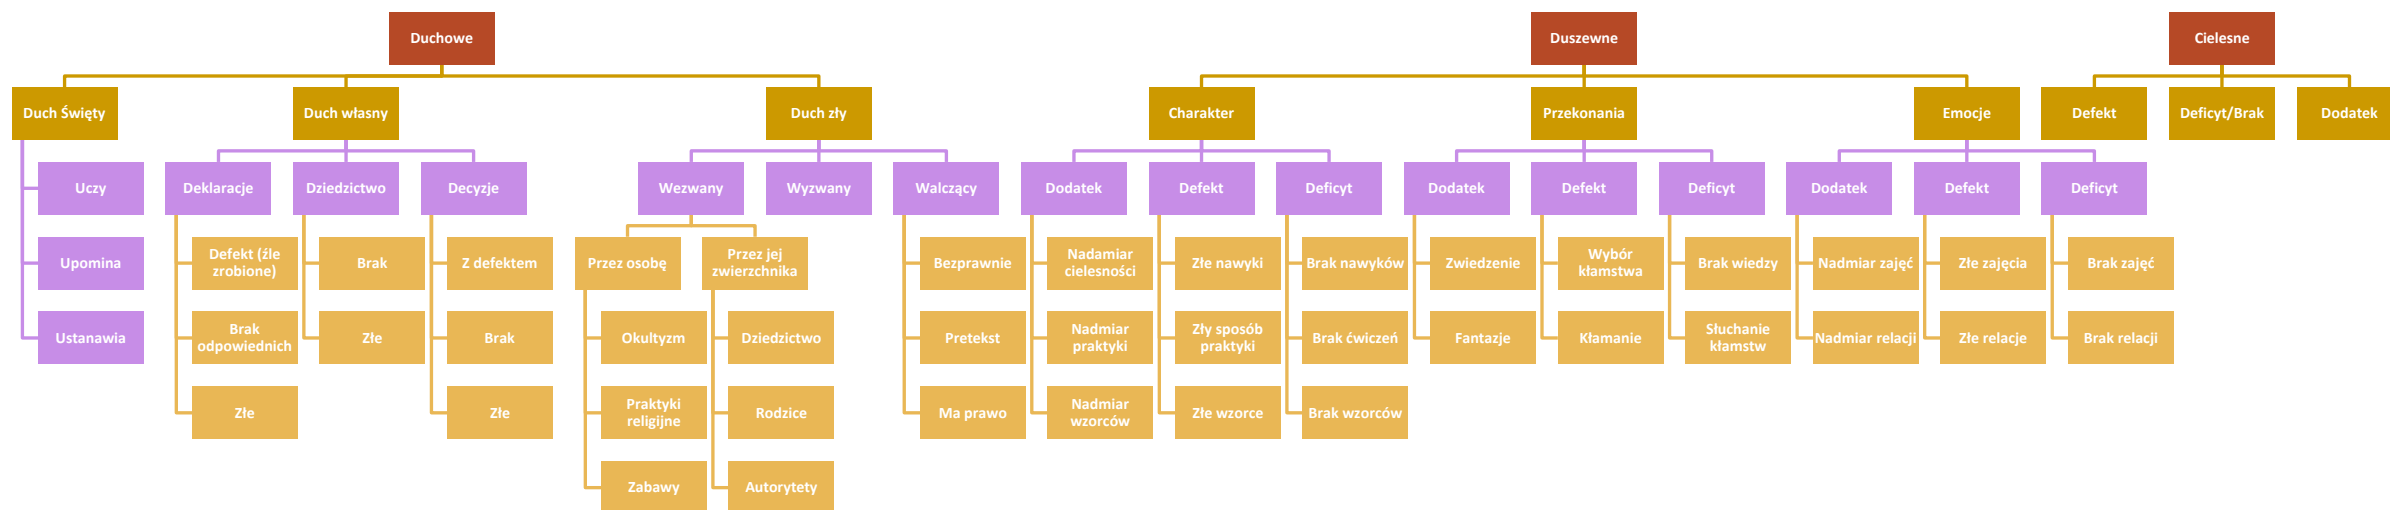 Duchowe
Duszewne
Cielesne
Duch Święty
Duch własny
Duch zły
Charakter
Przekonania
Emocje
Defekt
Deficyt/Brak
Dodatek
Uczy
Deklaracje
Dziedzictwo
Decyzje
Wezwany
Wyzwany
Walczący
Dodatek
Defekt
Deficyt
Dodatek
Defekt
Deficyt
Dodatek
Defekt
Deficyt
Upomina
Defekt (źle
zrobione)
Brak
Z defektem
Przez osobę
Przez jej
zwierzchnika
Bezprawnie
Nadamiar
cielesności
Złe nawyki
Brak nawyków
Zwiedzenie
Wybór
kłamstwa
Brak wiedzy
Nadmiar zajęć
Złe zajęcia
Brak zajęć
Ustanawia
Brak
odpowiednich
Złe
Brak
Okultyzm
Dziedzictwo
Pretekst
Nadmiar
praktyki
Zły sposób
praktyki
Brak ćwiczeń
Fantazje
Kłamanie
Słuchanie
kłamstw
Nadmiar relacji
Złe relacje
Brak relacji
Złe
Złe
Praktyki
religijne
Rodzice
Ma prawo
Nadmiar
wzorców
Złe wzorce
Brak wzorców
Zabawy
Autorytety